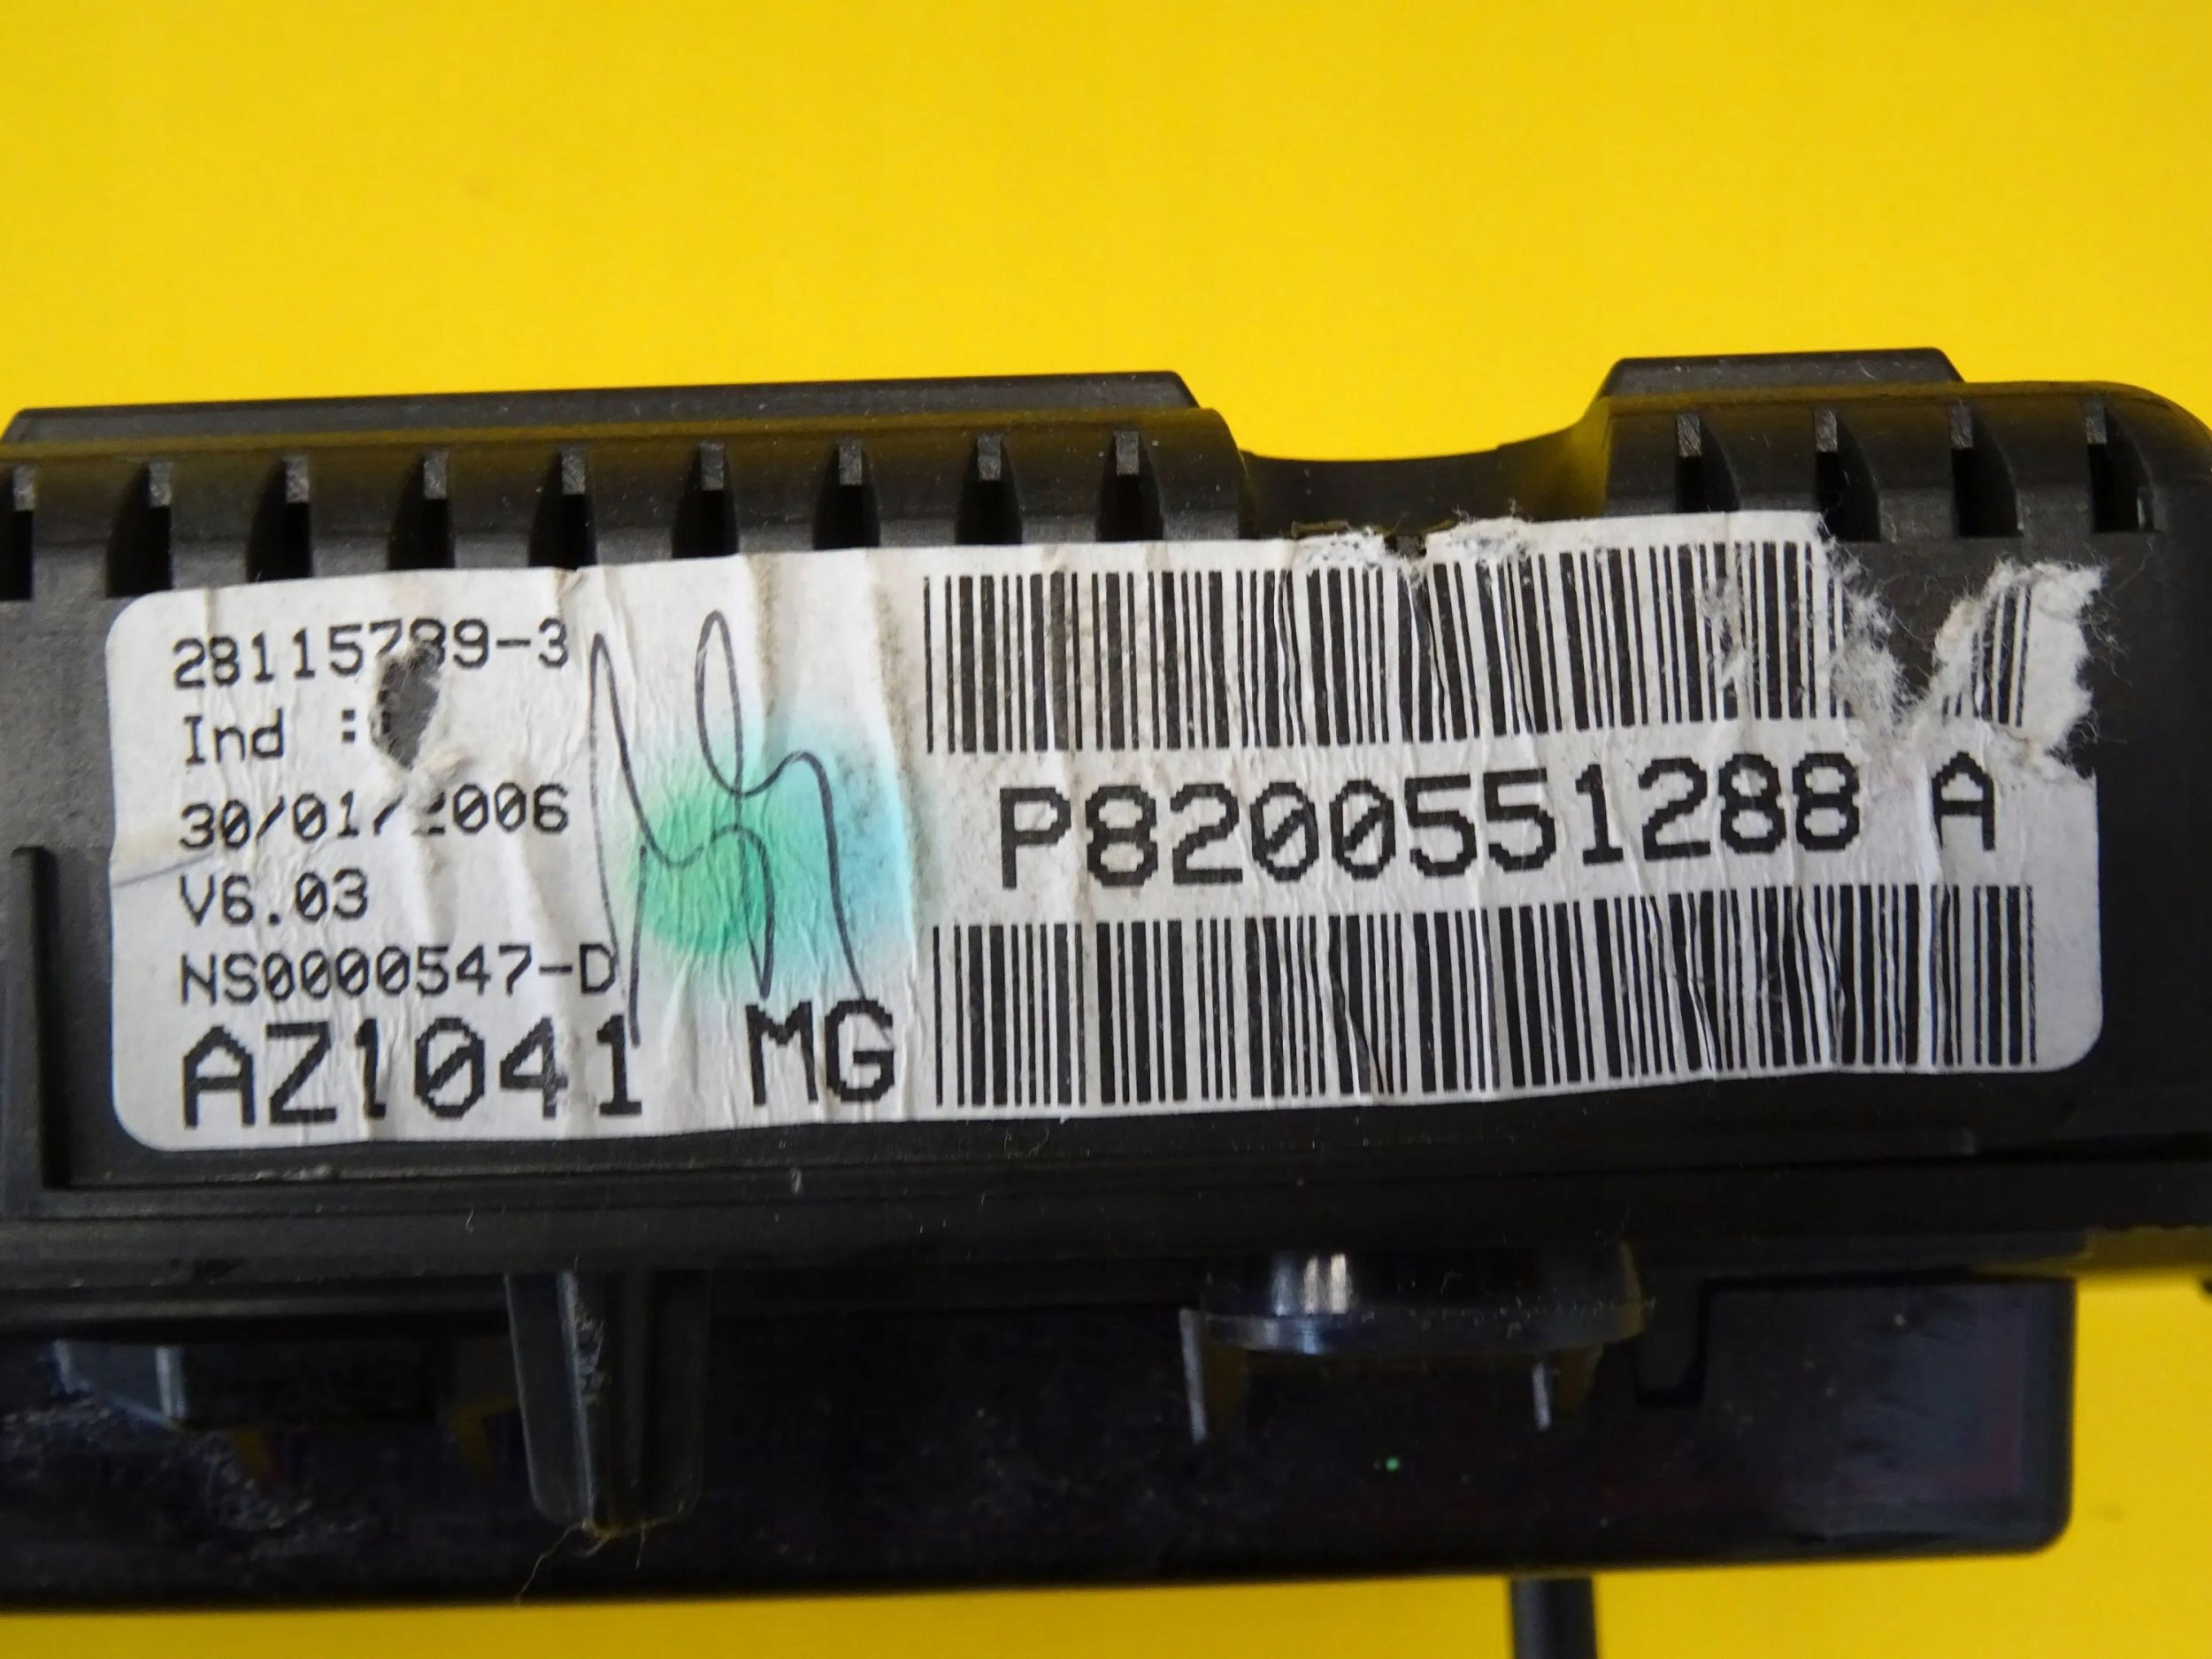 28115789-3
Ind :
30/01/2006
V6.03
NS0000547-D
AZ1041 MG
P8200551288 A